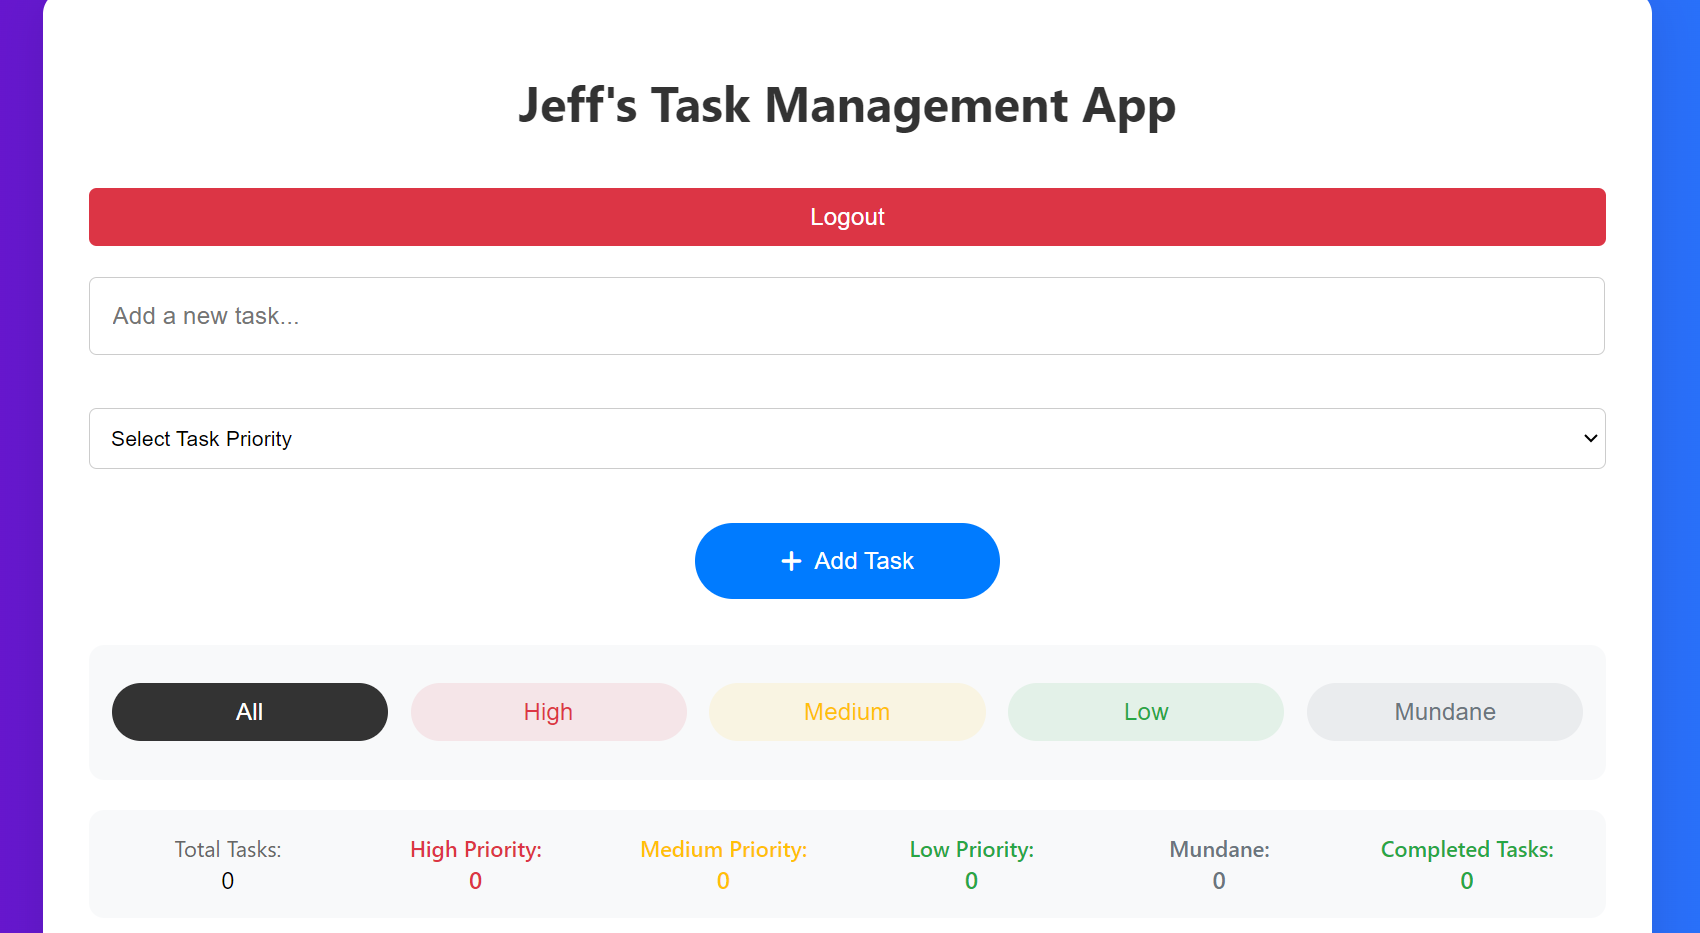 Jeff's Task Management App
Logout
Add a new task...
Select Task Priority
+ Add Task
All High Medium Low Mundane
Total Tasks: High Priority: Medium Priority: Low Priority: Mundane: Completed Tasks:
0 0 0 0 0 0